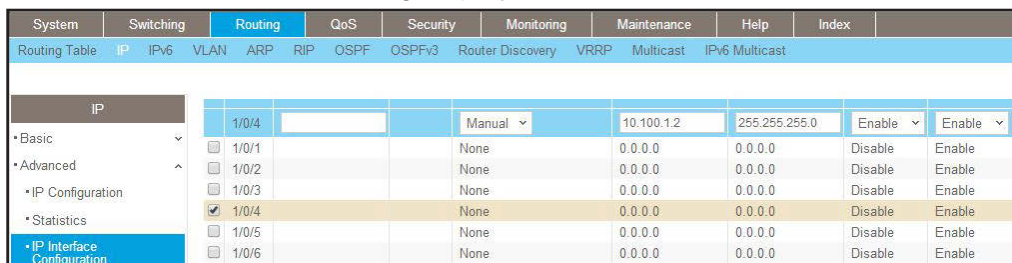 System Switching Routing QoS Security Monitoring Maintenance Help Index
Routing Table IP IPv6 VLAN ARP RIP OSPF OSPFv3 Router Discovery VRRP Multicast IPv6 Multicast
IP
Basic
Advanced
IP Configuration
Statistics
IP Interface
Configuration
1/0/4 Manual 10.100.1.2 255.255.255.0 Enable Enable
1/0/1 None 0.0.0.0 0.0.0.0 Disable Enable
1/0/2 None 0.0.0.0 0.0.0.0 Disable Enable
1/0/3 None 0.0.0.0 0.0.0.0 Disable Enable
1/0/4 None 0.0.0.0 0.0.0.0 Disable Enable
1/0/5 None 0.0.0.0 0.0.0.0 Disable Enable
1/0/6 None 0.0.0.0 0.0.0.0 Disable Enable